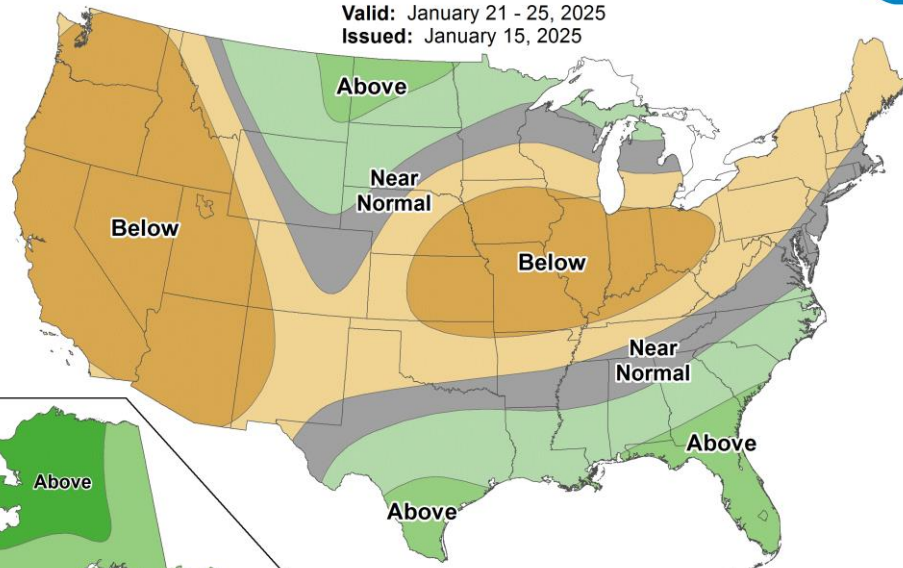 Valid: January 21 - 25, 2025
Issued: January 15, 2025
Above
Near
Normal
Below
Below
Near
Normal
Above
Above
Above